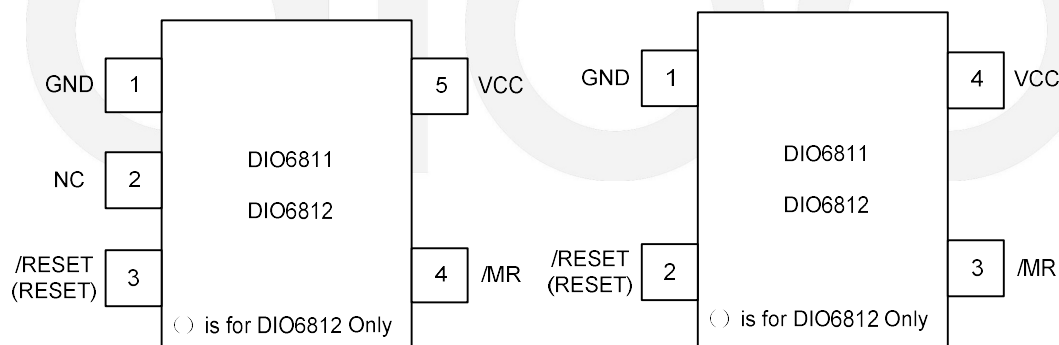 GND 1
5 VCC
NC 2
DIO6811
DIO6812
/RESET
(RESET) 3
4 /MR
() is for DIO6812 Only
GND 1
4 VCC
DIO6811
DIO6812
/RESET
(RESET) 2
3 /MR
() is for DIO6812 Only